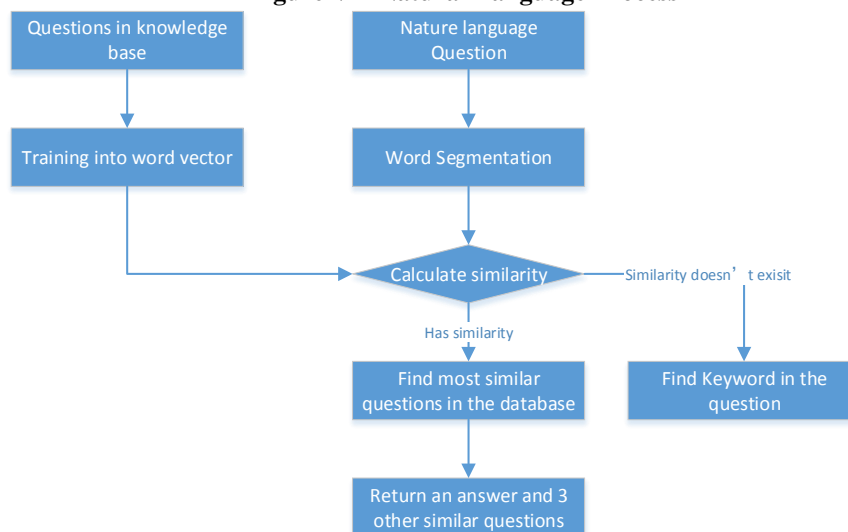 Questions in knowledge
base
Nature language
Question
Training into word vector
Word Segmentation
Calculate similarity
Similarity doesn' t exisit
Has similarity
Find most similar
questions in the database
Find Keyword in the
question
Return an answer and 3
other similar questions